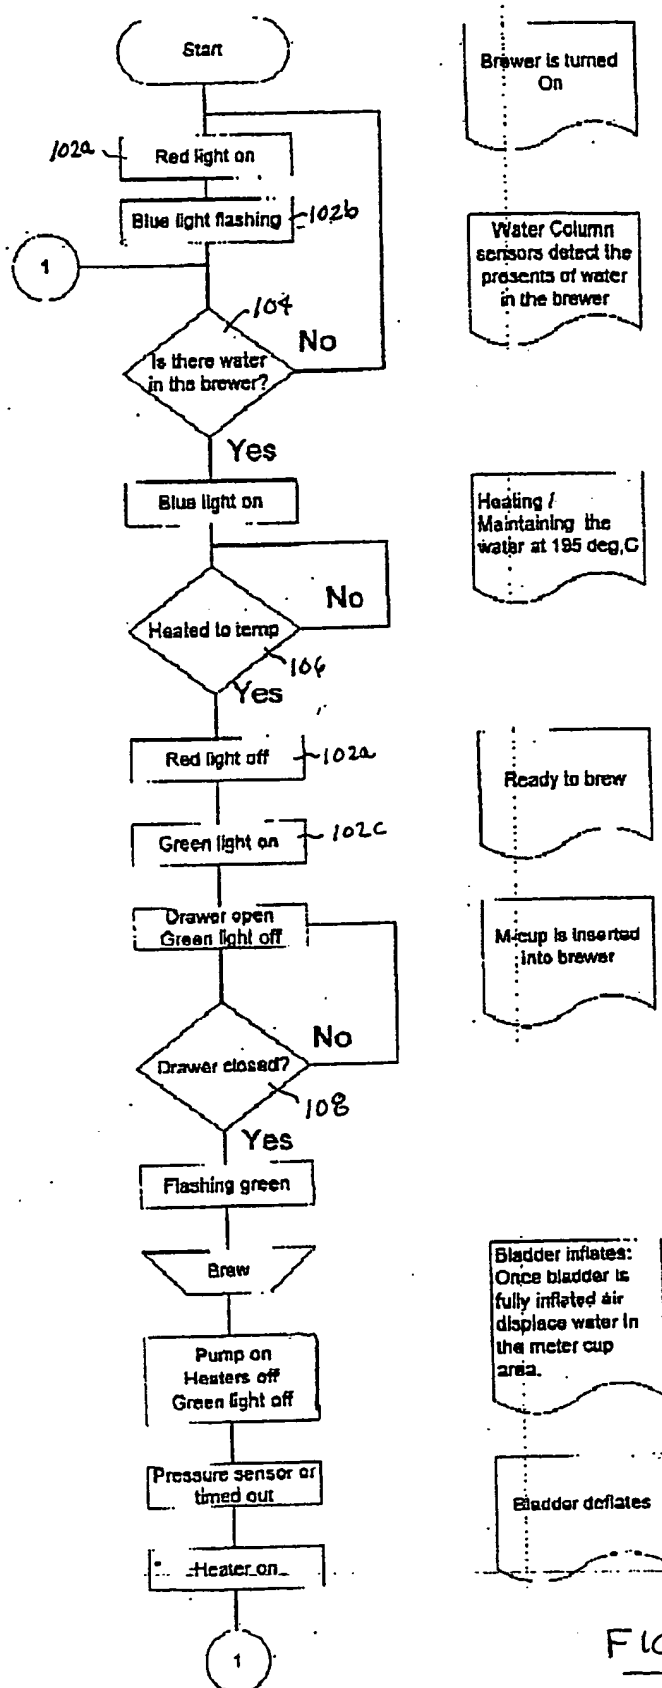 Start
Brewer is turned
On
102a
Red light on
Blue light flashing
102b
1
Water Column
sensors detect the
presents of water
in the brewer
104
Is there water
in the brewer?
No
Yes
Blue light on
Heating /
Maintaining the
water at 195 deg,C
Heated to temp
No
106
Yes
Red light off
102a
Ready to brew
Green light on
102c
Drawer open
Green light off
M-cup is inserted
into brewer
Drawer closed?
No
108
Yes
Flashing green
Brew
Bladder inflates:
Once bladder is
fully inflated air
displace water in
the meter cup
area.
Pump on
Heaters off
Green light off
Pressure sensor or
timed out
Bladder deflates
Heater on
1